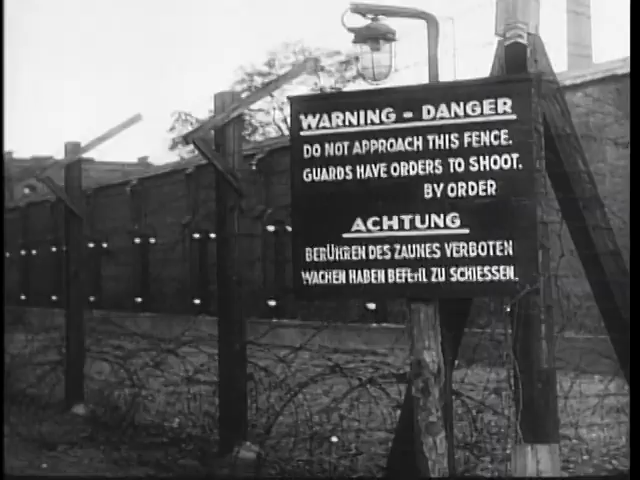 WARNING - DANGER
DO NOT APPROACH THIS FENCE.
GUARDS HAVE ORDERS TO SHOOT.
BY ORDER
ACHTUNG
BERÜHREN DES ZAUNES VERBOTEN
WACHEN HABEN BEFEHL ZU SCHIESSEN.